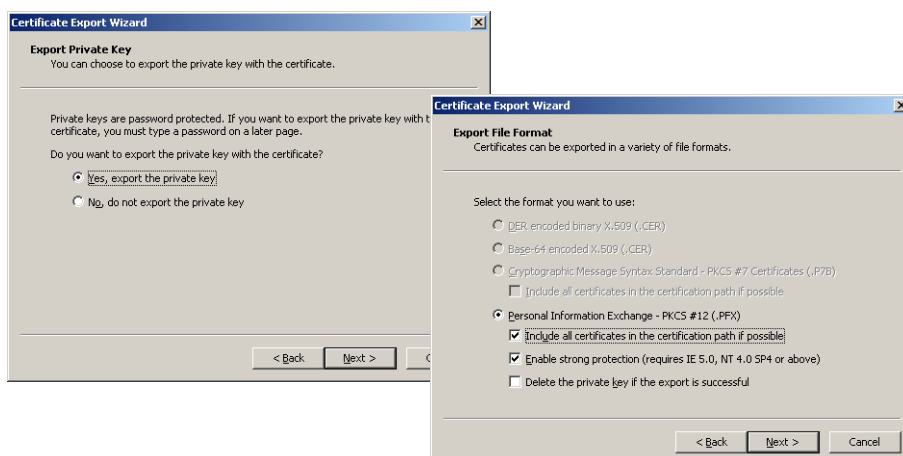 Certificate Export Wizard
Export Private Key
You can choose to export the private key with the certificate.
Private keys are password protected. If you want to export the private key with
certificate, you must type a password on a later page.
Do you want to export the private key with the certificate?
Yes, export the private key
No, do not export the private key
< Back
Next >
Certificate Export Wizard
Export File Format
Certificates can be exported in a variety of file formats.
Select the format you want to use:
DER encoded binary X.509 (.CER)
Base-64 encoded X.509 (.CER)
Cryptographic Message Syntax Standard - PKCS #7 Certificates (.P7B)
Include all certificates in the certification path if possible
Personal Information Exchange - PKCS #12 (.PFX)
Include all certificates in the certification path if possible
Enable strong protection (requires IE 5.0, NT 4.0 SP4 or above)
Delete the private key if the export is successful
< Back
Next >
Cancel